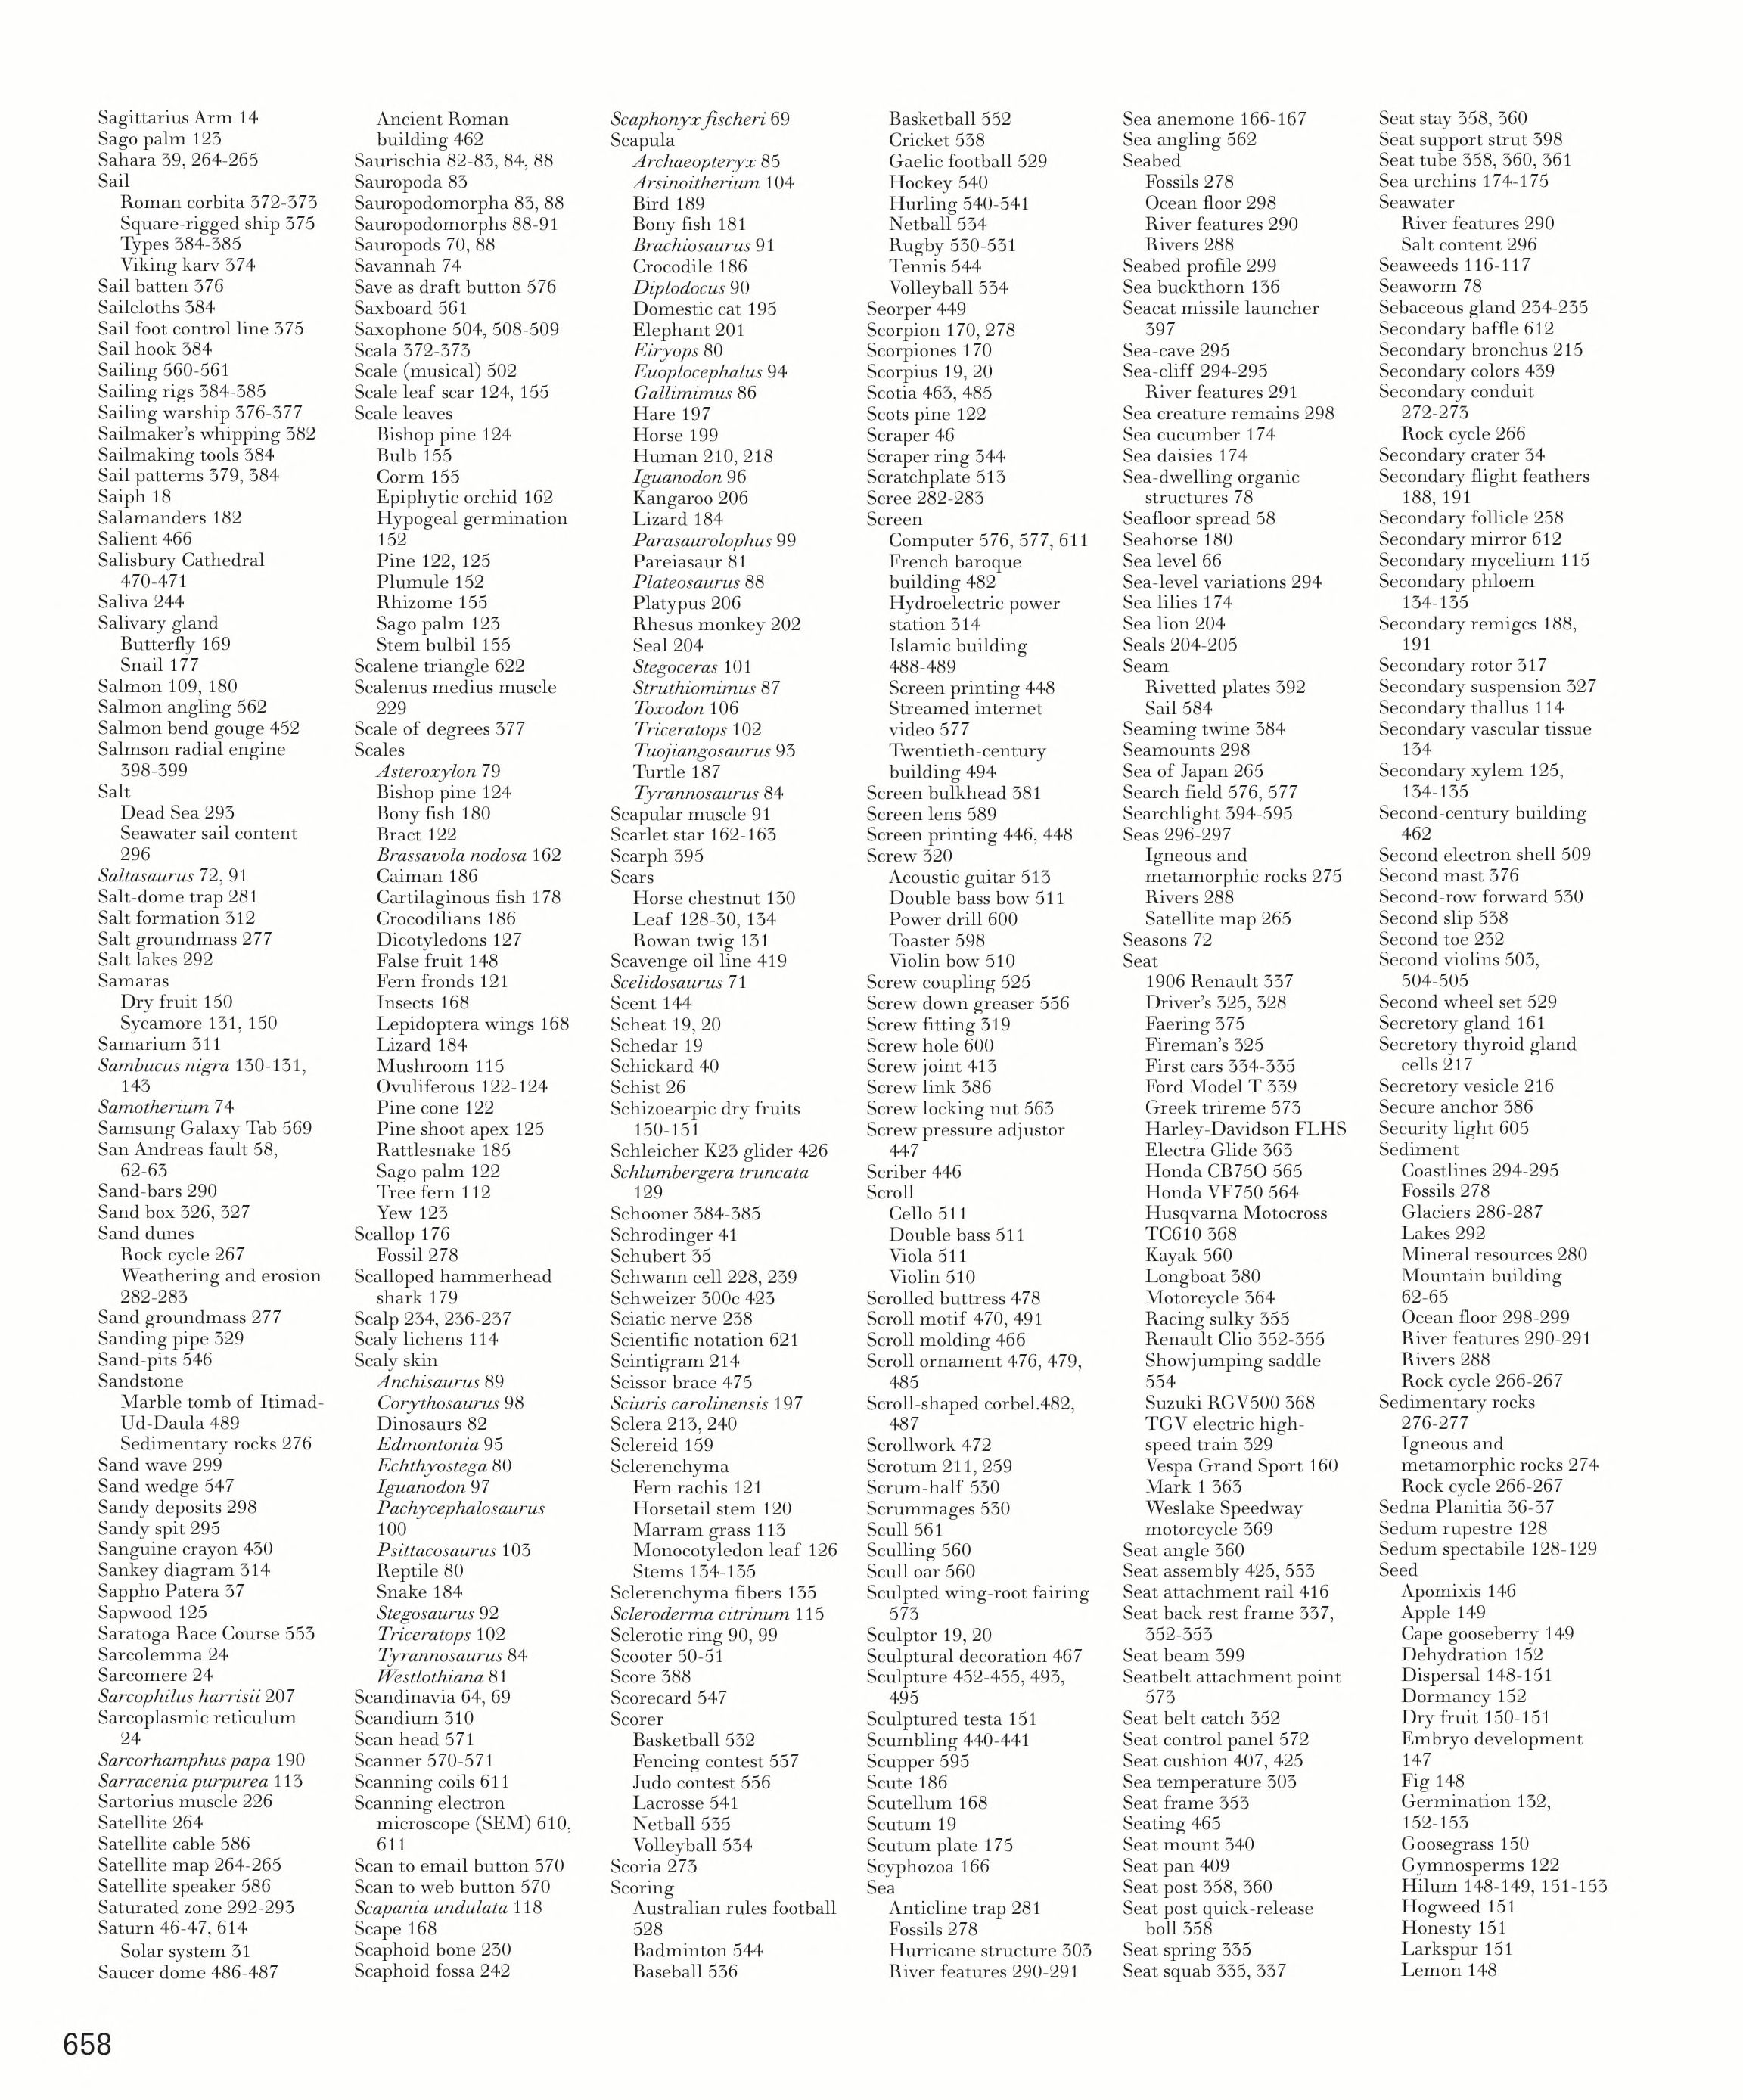 Sagittarius Arm 14
Sago palm 123
Sahara 39, 264-265
Sail
Roman corbita 372-373
Square-rigged ship 375
Types 384-385
Viking karv 374
Sail batten 376
Sailcloths 384
Sail foot control line 375
Sail hook 384
Sailing 560-561
Sailing rigs 384-385
Sailing warship 376-377
Sailmaker's whipping 382
Sailmaking tools 384
Sail patterns 379, 384
Saiph 18
Salamanders 182
Salient 466
Salisbury Cathedral
470-471
Saliva 244
Salivary gland
Butterfly 169
Snail 177
Salmon 109, 180
Salmon angling 562
Salmon bend gouge 452
Salmson radial engine
398-399
Salt
Dead Sea 293
Seawater sail content
296
Saltasaurus 72, 91
Salt-dome trap 281
Salt formation 312
Salt groundmass 277
Salt lakes 292
Samaras
Dry fruit 150
Sycamore 131, 150
Samarium 311
Sambucus nigra 130-131,
143
Samotherium 74
Samsung Galaxy Tab 569
San Andreas fault 58,
62-63
Sand-bars 290
Sand box 326, 327
Sand dunes
Rock cycle 267
Weathering and erosion
282-283
Sand groundmass 277
Sanding pipe 329
Sand-pits 546
Sandstone
Marble tomb of Itimad-
Ud-Daula 489
Sedimentary rocks 276
Sand wave 299
Sand wedge 547
Sandy deposits 298
Sandy spit 295
Sanguine crayon 430
Sankey diagram 314
Sappho Patera 37
Sapwood 125
Saratoga Race Course 553
Sarcolemma 24
Sarcomere 24
Sarcophilus harrisii 207
Sarcoplasmic reticulum
24
Sarcorhamphus papa 190
Sarracenia purpurea 113
Sartorius muscle 226
Satellite 264
Satellite cable 586
Satellite map 264-265
Satellite speaker 586
Saturated zone 292-293
Saturn 46-47, 614
Solar system 31
Saucer dome 486-487
Ancient Roman
building 462
Saurischia 82-83, 84, 88
Sauropoda 83
Sauropodomorpha 83, 88
Sauropodomorphs 88-91
Sauropods 70, 88
Savannah 74
Save as draft button 576
Saxboard 561
Saxophone 504, 508-509
Scala 372-373
Scale (musical) 502
Scale leaf scar 124, 155
Scale leaves
Bishop pine 124
Bulb 155
Corm 155
Epiphytic orchid 162
Hypogeal germination
152
Pine 122, 125
Plumule 152
Rhizome 155
Sago palm 123
Stem bulbil 155
Scalene triangle 622
Scalenus medius muscle
229
Scale of degrees 377
Scales
Asteroxylon 79
Bishop pine 124
Bony fish 180
Bract 122
Brassavola nodosa 162
Caiman 186
Cartilaginous fish 178
Crocodilians 186
Dicotyledons 127
False fruit 148
Fern fronds 121
Insects 168
Lepidoptera wings 168
Lizard 184
Mushroom 115
Ovuliferous 122-124
Pine cone 122
Pine shoot apex 125
Rattlesnake 185
Sago palm 122
Tree fern 112
Yew 123
Scallop 176
Fossil 278
Scalloped hammerhead
shark 179
Scalp 234, 236-237
Scaly lichens 114
Scaly skin
Anchisaurus 89
Corythosaurus 98
Dinosaurs 82
Edmontonia 95
Echthyostega 80
Iguanodon 97
Pachycephalosaurus
100
Psittacosaurus 103
Reptile 80
Snake 184
Stegosaurus 92
Triceratops 102
Tyrannosaurus 84
Westlothiana 81
Scandinavia 64, 69
Scandium 310
Scan head 571
Scanner 570-571
Scanning coils 611
Scanning electron
microscope (SEM) 610,
611
Scan to email button 570
Scan to web button 570
Scapania undulata 118
Scape 168
Scaphoid bone 230
Scaphoid fossa 242
Scaphonyx fischeri 69
Scapula
Archaeopteryx 85
Arsinoitherium 104
Bird 189
Bony fish 181
Brachiosaurus 91
Crocodile 186
Diplodocus 90
Domestic cat 195
Elephant 201
Eiryops 80
Euoplocephalus 94
Gallimimus 86
Hare 197
Horse 199
Human 210, 218
Iguanodon 96
Kangaroo 206
Lizard 184
Parasaurolophus 99
Pareiasaur 81
Plateosaurus 88
Platypus 206
Rhesus monkey 202
Seal 204
Stegoceras 101
Struthiomimus 87
Toxodon 106
Triceratops 102
Tuojiangosaurus 93
Turtle 187
Tyrannosaurus 84
Scapular muscle 91
Scarlet star 162-163
Scarph 395
Scars
Horse chestnut 130
Leaf 128-30, 134
Rowan twig 131
Scavenge oil line 419
Scelidosaurus 71
Scent 144
Scheat 19, 20
Schedar 19
Schickard 40
Schist 26
Schizoearpic dry fruits
150-151
Schleicher K23 glider 426
Schlumbergera truncata
129
Schooner 384-385
Schrodinger 41
Schubert 35
Schwann cell 228, 239
Schweizer 300c 423
Sciatic nerve 238
Scientific notation 621
Scintigram 214
Scissor brace 475
Sciuris carolinensis 197
Sclera 213, 240
Sclereid 159
Sclerenchyma
Fern rachis 121
Horsetail stem 120
Marram grass 113
Monocotyledon leaf 126
Stems 134-135
Sclerenchyma fibers 135
Scleroderma citrinum 115
Sclerotic ring 90, 99
Scooter 50-51
Score 388
Scorecard 547
Scorer
Basketball 532
Fencing contest 557
Judo contest 556
Lacrosse 541
Netball 535
Volleyball 534
Scoria 273
Scoring
Australian rules football
528
Badminton 544
Baseball 536
Basketball 552
Cricket 538
Gaelic football 529
Hockey 540
Hurling 540-541
Netball 534
Rugby 530-531
Tennis 544
Volleyball 534
Seorper 449
Scorpion 170, 278
Scorpiones 170
Scorpius 19, 20
Scotia 463, 485
Scots pine 122
Scraper 46
Scraper ring 344
Scratchplate 513
Scree 282-283
Screen
Computer 576, 577, 611
French baroque
building 482
Hydroelectric power
station 314
Islamic building
488-489
Screen printing 448
Streamed internet
video 577
Twentieth-century
building 494
Screen bulkhead 381
Screen lens 589
Screen printing 446, 448
Screw 320
Acoustic guitar 513
Double bass bow 511
Power drill 600
Toaster 598
Violin bow 510
Screw coupling 525
Screw down greaser 556
Screw fitting 319
Screw hole 600
Screw joint 413
Screw link 386
Screw locking nut 563
Screw pressure adjustor
447
Scriber 446
Scroll
Cello 511
Double bass 511
Viola 511
Violin 510
Scrolled buttress 478
Scroll motif 470, 491
Scroll molding 466
Scroll ornament 476, 479,
485
Scroll-shaped corbel.482,
487
Scrollwork 472
Scrotum 211, 259
Scrum-half 530
Scrummages 530
Scull 561
Sculling 560
Scull oar 560
Sculpted wing-root fairing
573
Sculptor 19, 20
Sculptural decoration 467
Sculpture 452-455, 493,
495
Sculptured testa 151
Scumbling 440-441
Scupper 595
Scute 186
Scutellum 168
Scutum 19
Scutum plate 175
Scyphozoa 166
Sea
Anticline trap 281
Fossils 278
Hurricane structure 303
River features 290-291
Sea anemone 166-167
Sea angling 562
Seabed
Fossils 278
Ocean floor 298
River features 290
Rivers 288
Seabed profile 299
Sea buckthorn 136
Seacat missile launcher
397
Sea-cave 295
Sea-cliff 294-295
River features 291
Sea creature remains 298
Sea cucumber 174
Sea daisies 174
Sea-dwelling organic
structures 78
Seafloor spread 58
Seahorse 180
Sea level 66
Sea-level variations 294
Sea lilies 174
Sea lion 204
Seals 204-205
Seam
Rivetted plates 392
Sail 584
Seaming twine 384
Seamounts 298
Sea of Japan 265
Search field 576, 577
Searchlight 394-595
Seas 296-297
Igneous and
metamorphic rocks 275
Rivers 288
Satellite map 265
Seasons 72
Seat
1906 Renault 337
Driver's 325, 328
Faering 375
Fireman's 325
First cars 334-335
Ford Model T 339
Greek trireme 573
Harley-Davidson FLHS
Electra Glide 363
Honda CB75O 565
Honda VF750 564
Husqvarna Motocross
TC610 368
Kayak 560
Longboat 380
Motorcycle 364
Racing sulky 355
Renault Clio 352-355
Showjumping saddle
554
Suzuki RGV500 368
TGV electric high-
speed train 329
Vespa Grand Sport 160
Mark 1 363
Weslake Speedway
motorcycle 369
Seat angle 360
Seat assembly 425, 553
Seat attachment rail 416
Seat back rest frame 337,
352-353
Seat beam 399
Seatbelt attachment point
573
Seat belt catch 352
Seat control panel 572
Seat cushion 407, 425
Sea temperature 303
Seat frame 353
Seating 465
Seat mount 340
Seat pan 409
Seat post 358, 360
Seat post quick-release
boll 358
Seat spring 335
Seat squab 335, 337
Seat stay 358, 360
Seat support strut 398
Seat tube 358, 360, 361
Sea urchins 174-175
Seawater
River features 290
Salt content 296
Seaweeds 116-117
Seaworm 78
Sebaceous gland 234-235
Secondary baffle 612
Secondary bronchus 215
Secondary colors 439
Secondary conduit
272-273
Rock cycle 266
Secondary crater 34
Secondary flight feathers
188, 191
Secondary follicle 258
Secondary mirror 612
Secondary mycelium 115
Secondary phloem
134-135
Secondary remigcs 188,
191
Secondary rotor 317
Secondary suspension 327
Secondary thallus 114
Secondary vascular tissue
134
Secondary xylem 125,
134-135
Second-century building
462
Second electron shell 509
Second mast 376
Second-row forward 530
Second slip 538
Second toe 232
Second violins 503,
504-505
Second wheel set 529
Secretory gland 161
Secretory thyroid gland
cells 217
Secretory vesicle 216
Secure anchor 386
Security light 605
Sediment
Coastlines 294-295
Fossils 278
Glaciers 286-287
Lakes 292
Mineral resources 280
Mountain building
62-65
Ocean floor 298-299
River features 290-291
Rivers 288
Rock cycle 266-267
Sedimentary rocks
276-277
Igneous and
metamorphic rocks 274
Rock cycle 266-267
Sedna Planitia 36-37
Sedum rupestre 128
Sedum spectabile 128-129
Seed
Apomixis 146
Apple 149
Cape gooseberry 149
Dehydration 152
Dispersal 148-151
Dormancy 152
Dry fruit 150-151
Embryo development
147
Fig 148
Germination 132,
152-153
Goosegrass 150
Gymnosperms 122
Hilum 148-149, 151-153
Hogweed 151
Honesty 151
Larkspur 151
Lemon 148
658